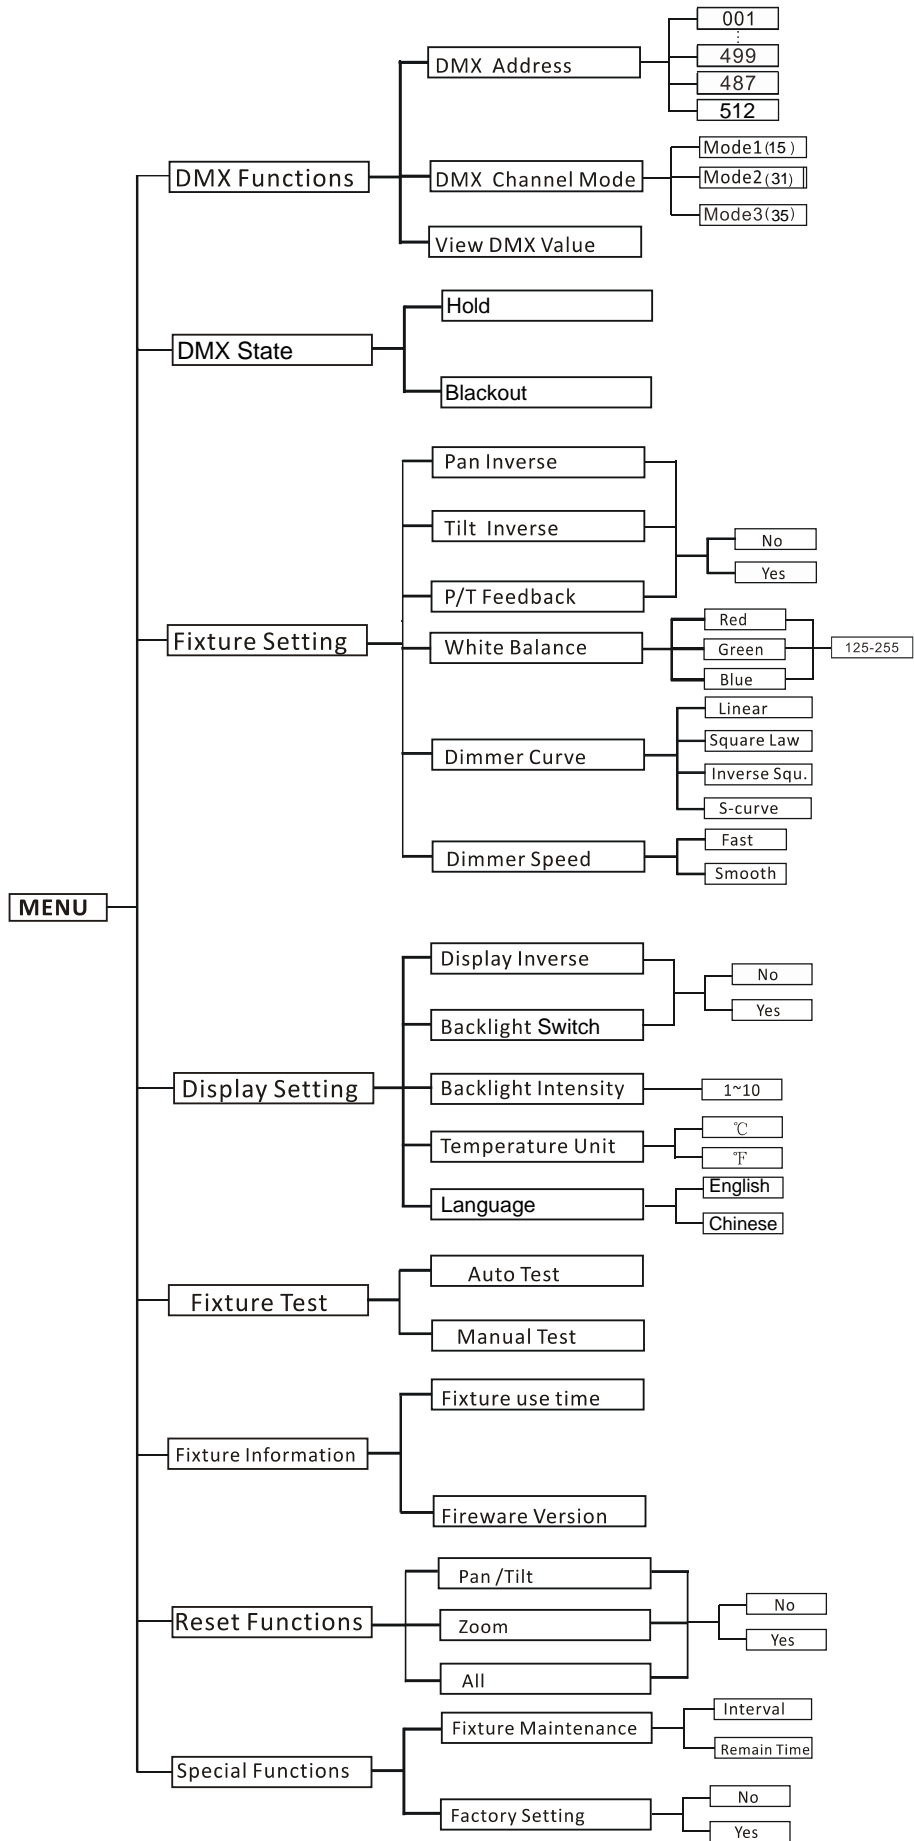 001
499
DMX Address
487
512
Mode1(15 )
DMX Functions
DMX Channel Mode
Mode2(31)
Mode3(35)
View DMX Value
Hold
DMX State
Blackout
Pan Inverse
Tilt Inverse
No
Yes
P/T Feedback
Red
Fixture Setting
White Balance
Green
125-255
Blue
Linear
Square Law
Dimmer Curve
Inverse Squ.
S-curve
Fast
Dimmer Speed
Smooth
MENU
Display Inverse
No
Yes
Backlight Switch
Display Setting
Backlight Intensity
1~10
℃
Temperature Unit
℉
English
Language
Chinese
Auto Test
Fixture Test
Manual Test
Fixture use time
Fixture Information
Fireware Version
Pan /Tilt
No
Reset Functions
Zoom
Yes
All
Interval
Fixture Maintenance
Remain Time
Special Functions
No
Factory Setting
Yes